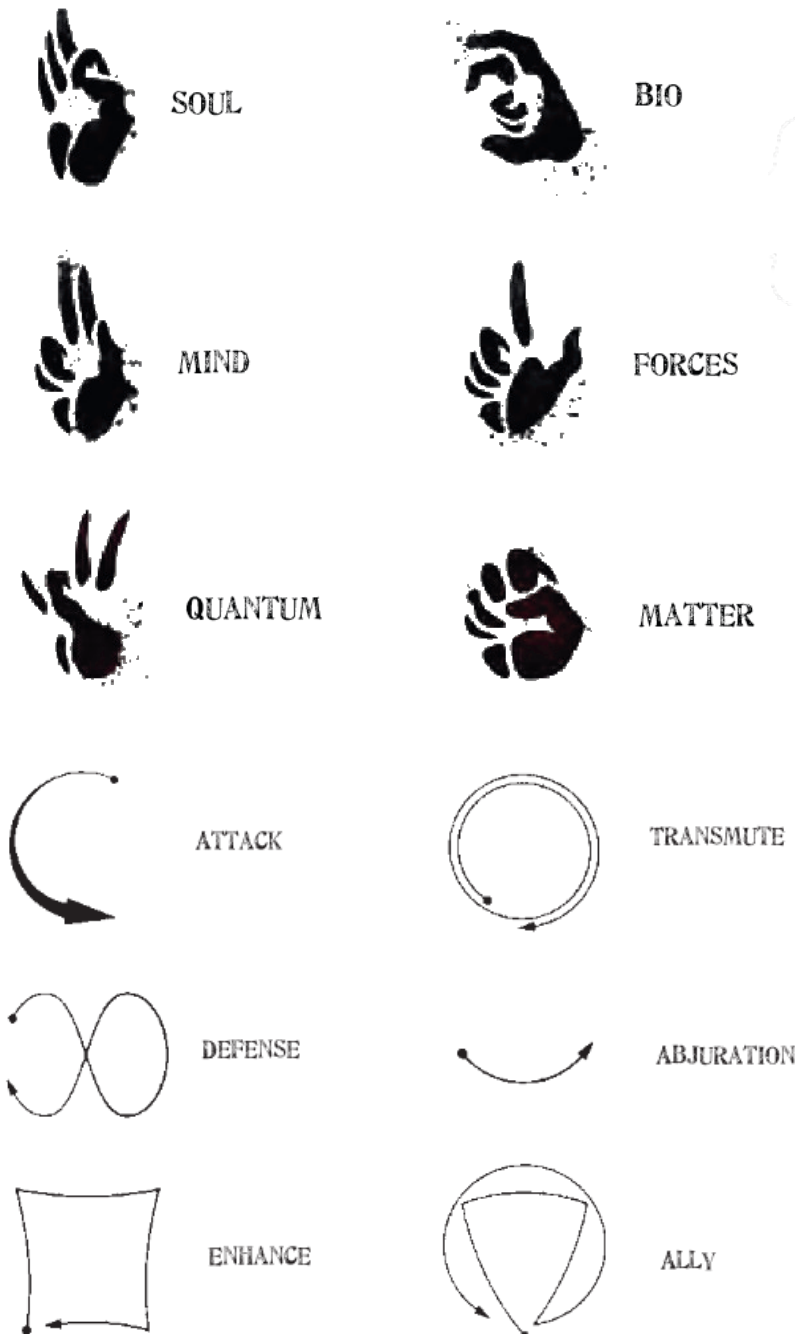 SOUL
BIO
MIND
FORCES
QUANTUM
MATTER
ATTACK
TRANSMUTE
DEFENSE
ABJURATION
ENHANCE
ALLY